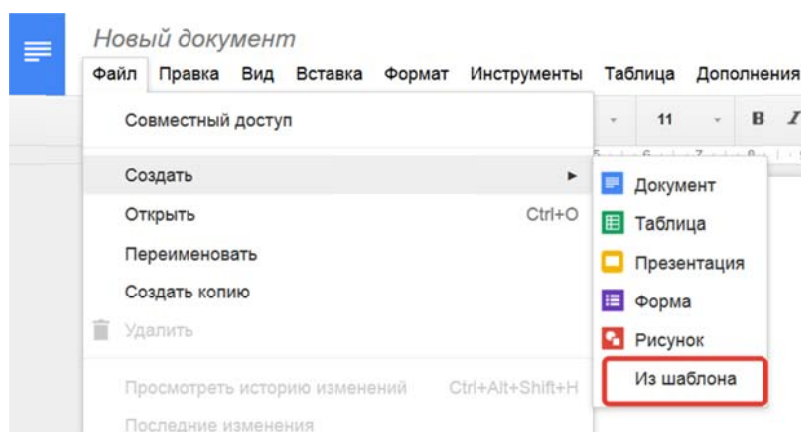 Новый документ
Файл Правка Вид Вставка Формат Инструменты Таблица Дополнения
Совместный доступ
11 B I
Создать ►
Документ
Открыть Ctrl+O
Таблица
Переименовать
Презентация
Создать копию
Форма
Удалить
Рисунок
Из шаблона
Просмотреть историю изменений Ctrl+Alt+Shift+H
Последние изменения